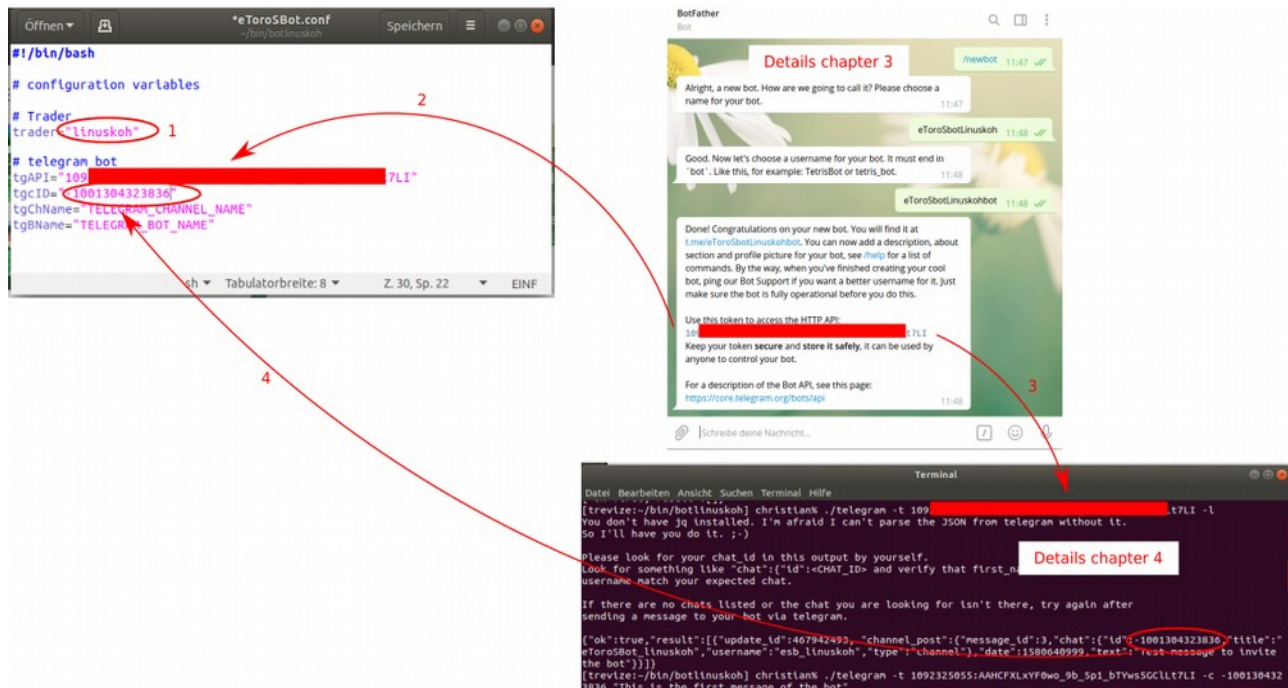 Öffnen
*eToroSBot.conf
~/bin/botlinuskoh
Speichern
#!/bin/bash
# configuration variables
# Trader
trader="linuskoh"
1
# telegram bot
tgAPI="109 7LI"
tgcID="-1001304323836"
tgChName="TELEGRAM_CHANNEL_NAME"
tgBName="TELEGRAM_BOT_NAME"
sh Tabulatorbreite: 8 Z. 30, Sp. 22 EINF
2
4
BotFather
Bot
Details chapter 3
/newbot 11:47
Alright, a new bot. How are we going to call it? Please choose a
name for your bot.
11:47
eToroSbotLinuskoh 11:48
Good. Now let's choose a username for your bot. It must end in
`bot`. Like this, for example: TetrisBot or tetris_bot.
11:48
eToroSbotLinuskohbot 11:48
Done! Congratulations on your new bot. You will find it at
t.me/eToroSbotLinuskohbot. You can now add a description, about
section and profile picture for your bot, see /help for a list of
commands. By the way, when you've finished creating your cool
bot, ping our Bot Support if you want a better username for it. Just
make sure the bot is fully operational before you do this.
Use this token to access the HTTP API:
109 t7LI
Keep your token secure and store it safely, it can be used by
anyone to control your bot.
For a description of the Bot API, see this page:
https://core.telegram.org/bots/api
11:48
Schreibe deine Nachricht...
3
Terminal
Datei Bearbeiten Ansicht Suchen Terminal Hilfe
[trevize:~/bin/botlinuskoh] christian% ./telegram -t 109 .t7LI -l
You don't have jq installed. I'm afraid I can't parse the JSON from telegram without it.
So I'll have you do it. ;-)
Please look for your chat_id in this output by yourself.
Look for something like "chat":{"id":<CHAT_ID> and verify that first_na
username match your expected chat.
Details chapter 4
If there are no chats listed or the chat you are looking for isn't there, try again after
sending a message to your bot via telegram.
{"ok":true,"result":[{"update_id":467942493, "channel_post":{"message_id":3,"chat":{"id":-1001304323836,"title":"
eToroSBot_linuskoh","username":"esb_linuskoh","type":"channel"},"date":1580640999,"text":"Test message to invite
the bot"}}]}
[trevize:~/bin/botlinuskoh] christian% ./telegram -t -c -100130432
3836 "This is the first message of the bot"